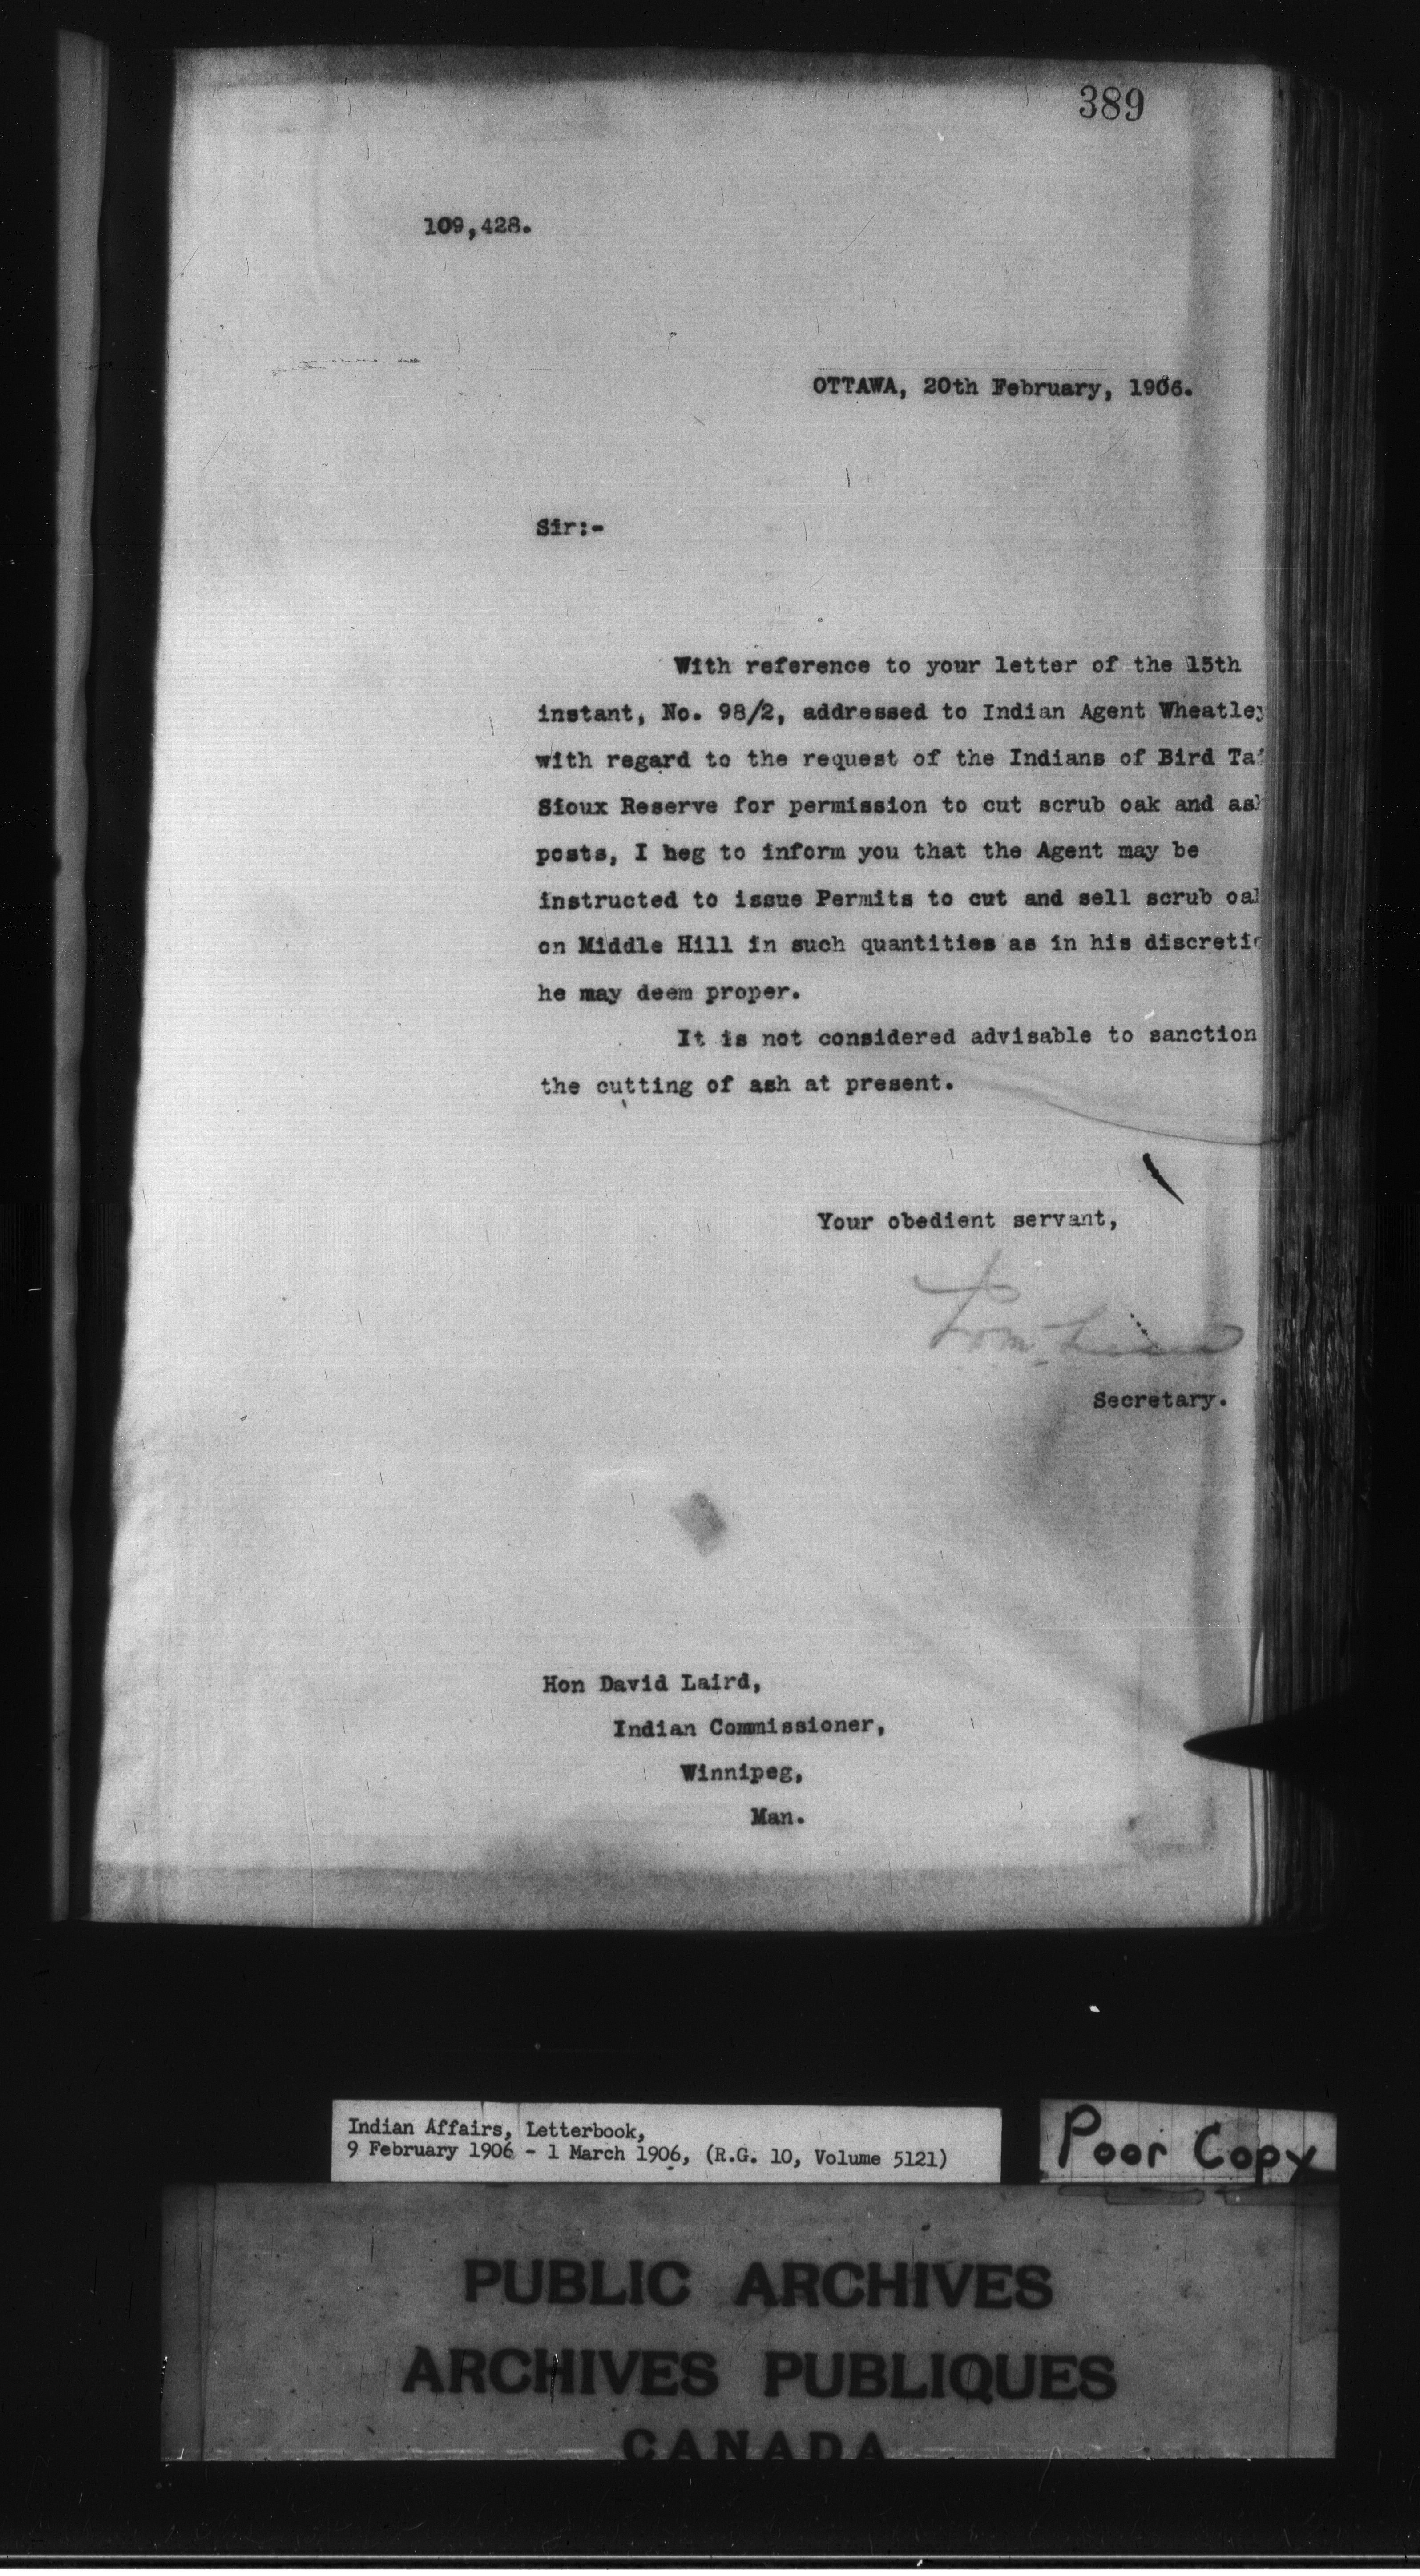 389
109,428.
OTTAWA, 20th February, 1906.
Sir:-
With reference to your letter of the 15th
instant, No. 98/2, addressed to Indian Agent Wheatley
with regard to the request of the Indians of Bird Tai
Sioux Reserve for permission to cut scrub oak and ash
posts, I beg to inform you that the Agent may be
instructed to issue Permits to cut and sell scrub oak
on Middle Hill in such quantities as in his discretio
he may deem proper.
It is not considered advisable to sanction
the cutting of ash at present.
Your obedient servant,
Secretary.
Hon David Laird,
Indian Commissioner,
Winnipeg,
Man.
Indian Affairs, Letterbook,
9 February 1906 - 1 March 1906, (R.G. 10, Volume 5121)
Poor Copy
PUBLIC ARCHIVES
ARCHIVES PUBLIQUES
CANADA